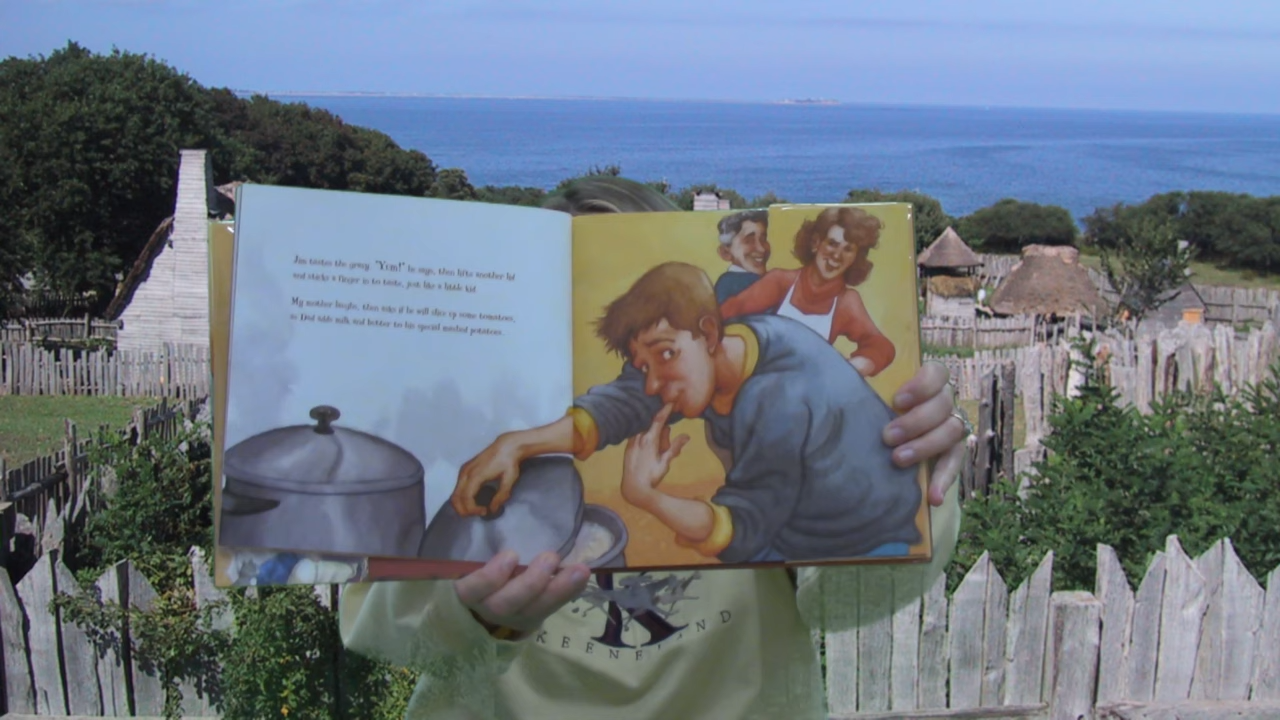 Jim tastes the gravy. "Yum!" he says, then lifts another lid
and sticks a finger in to taste, just like a little kid.
My mother laughs, then asks if he will slice up some tomatoes,
as Dad adds milk and butter to his special mashed potatoes.
K
KEENELAND